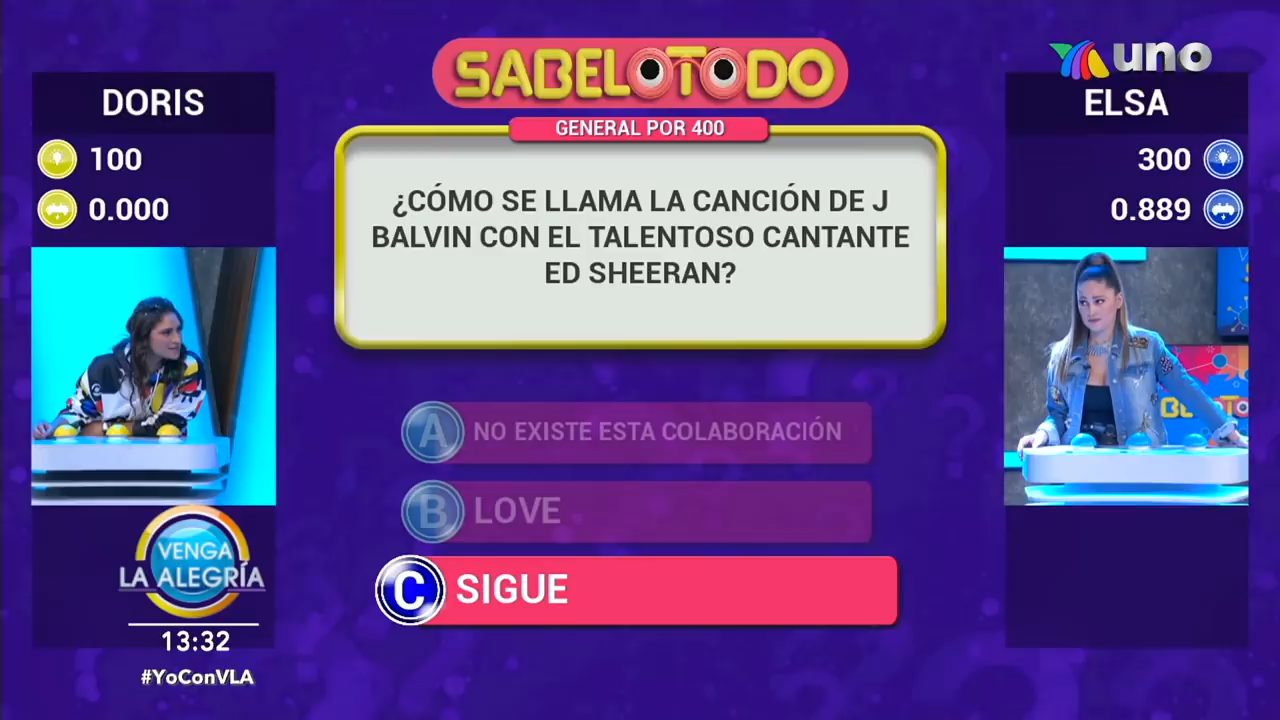 SABELOTODO
uno
DORIS
100
0.000
GENERAL POR 400
ELSA
300
0.889
¿CÓMO SE LLAMA LA CANCIÓN DE J
BALVIN CON EL TALENTOSO CANTANTE
ED SHEERAN?
A NO EXISTE ESTA COLABORACIÓN
B LOVE
C SIGUE
VENGA
LA ALEGRÍA
13:32
#YoConVLA